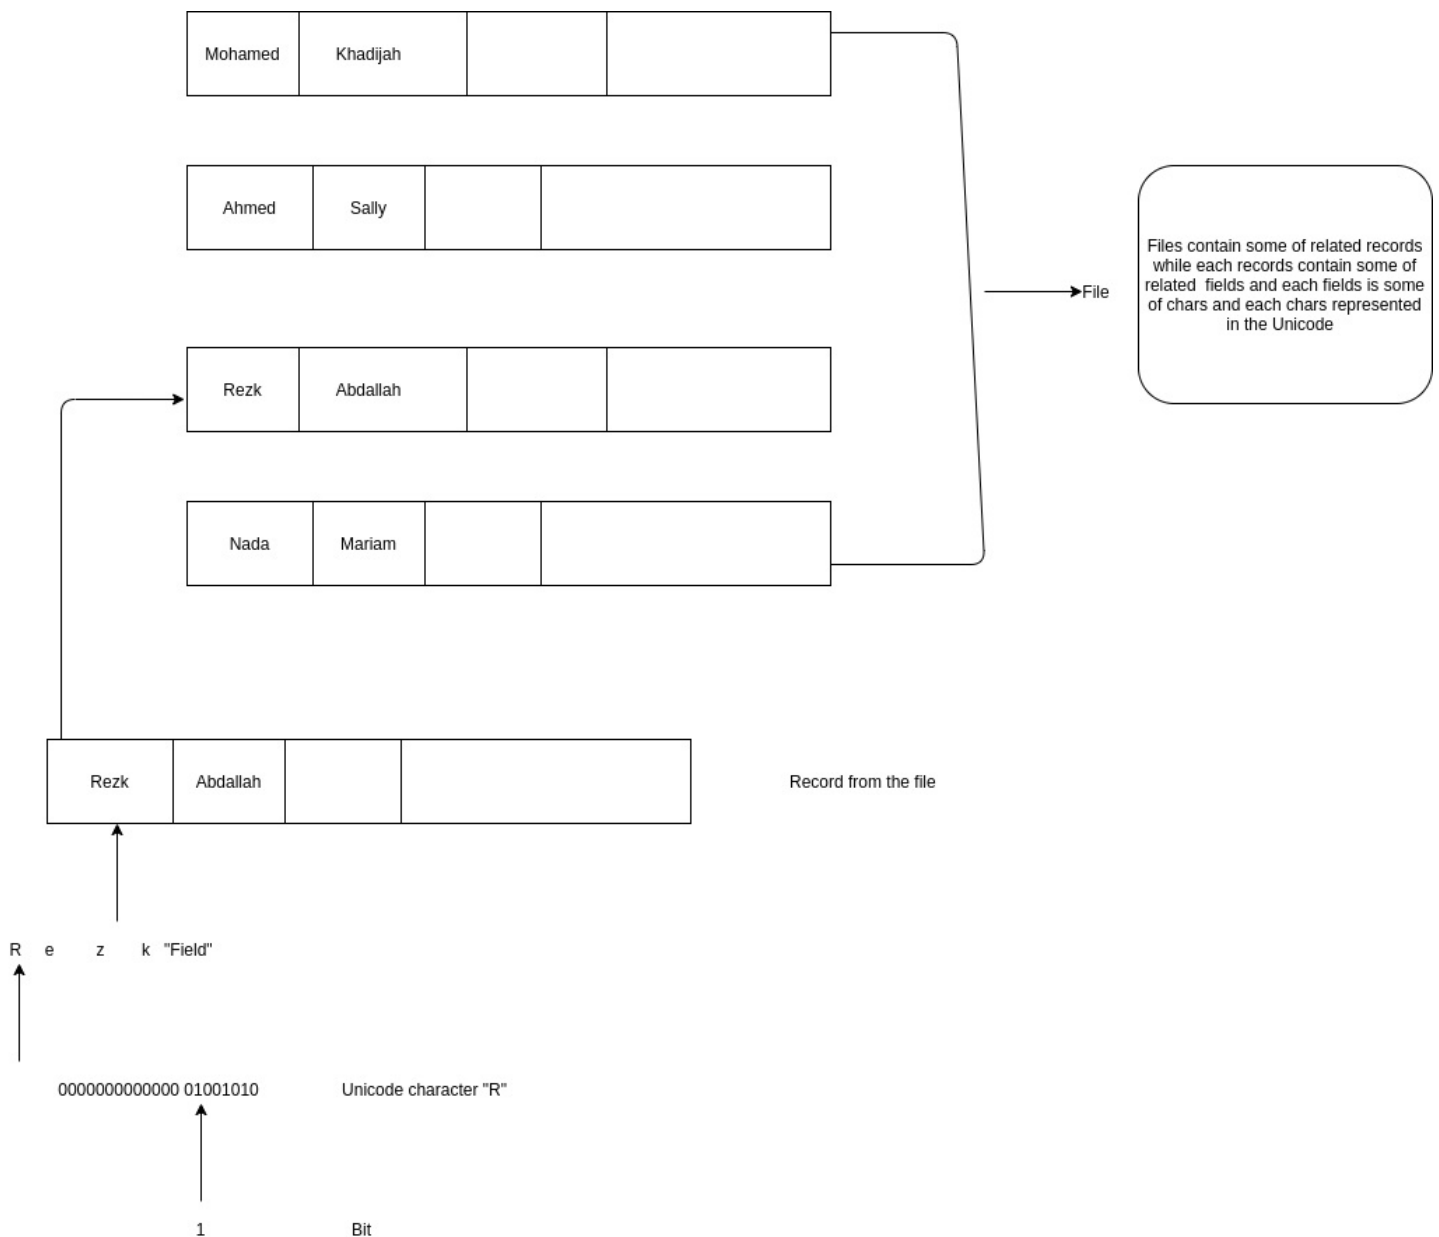 Mohamed Khadijah
Ahmed Sally
Files contain some of related records
while each records contain some of
related fields and each fields is some
of chars and each chars represented
in the Unicode
File
Rezk Abdallah
Nada Mariam
Rezk Abdallah
Record from the file
R e z k "Field"
0000000000000 01001010 Unicode character "R"
1 Bit